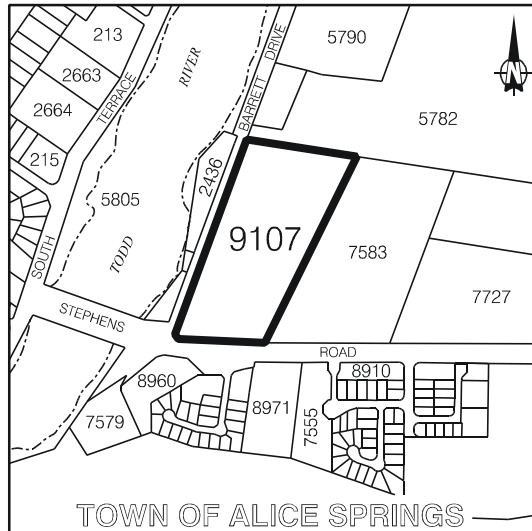 213
5790
2663
RIVER
DRIVE
N
TERRACE
BARRETT
2664
5782
215
2436
5805
9107
7583
SOUTH
TODD
7727
STEPHENS
ROAD
8960
8910
7579
8971
7555
TOWN OF ALICE SPRINGS